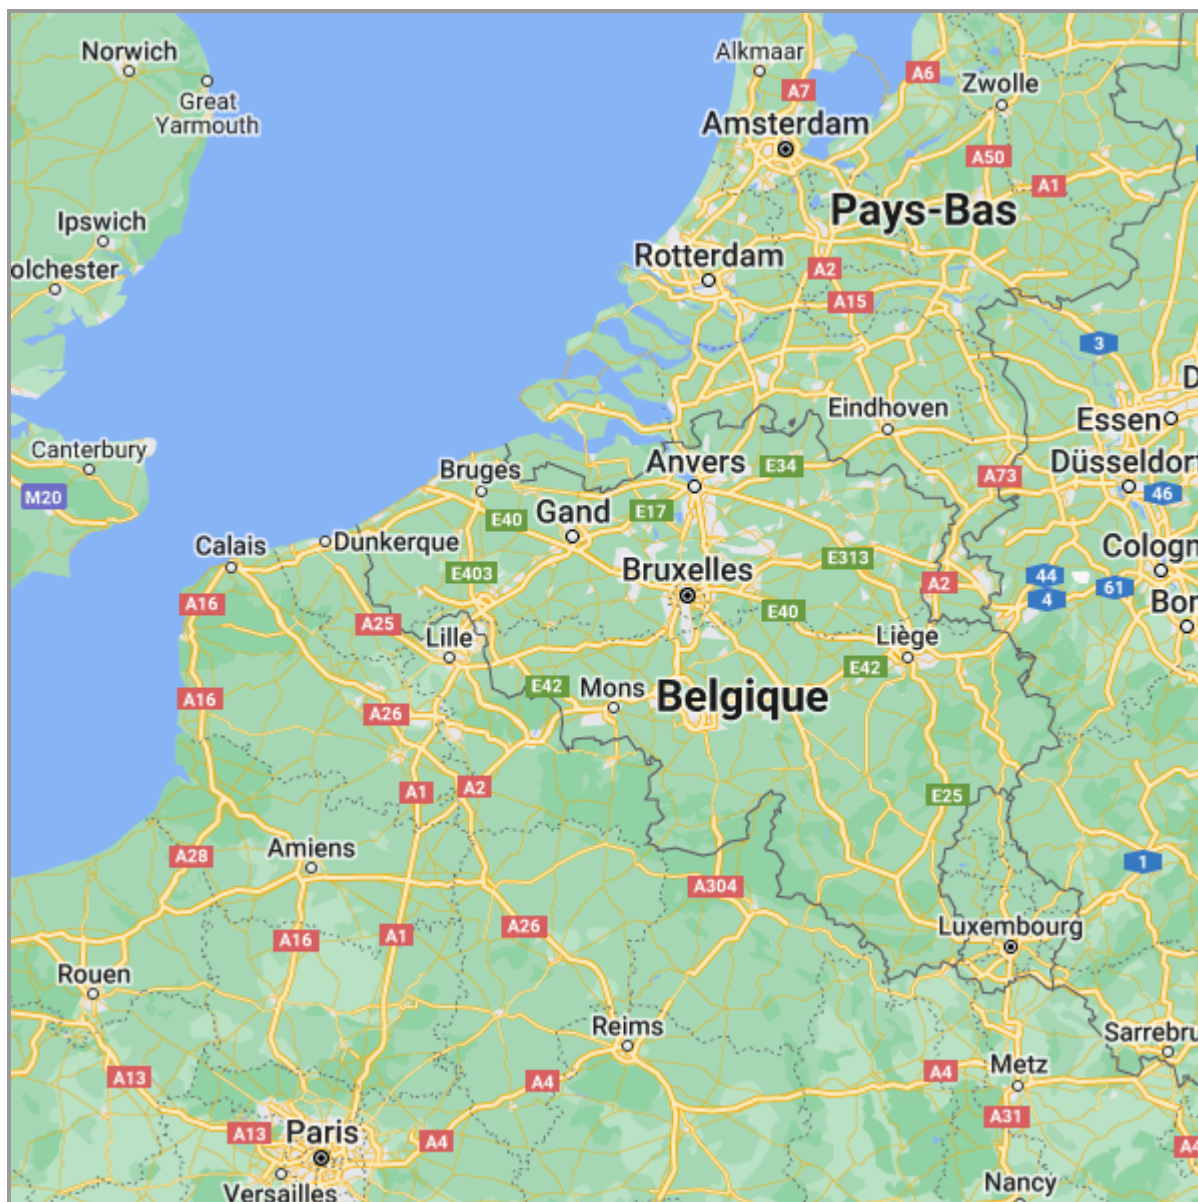 Norwich
Alkmaar
A6
Zwolle
A7
Great
Yarmouth
Amsterdam
A50
A1
Pays-Bas
Ipswich
Rotterdam
olchester
A2
A15
3
D
Eindhoven
Essen
Canterbury
Bruges
Anvers
E34
A73
Düsseldorf
M20
46
E40
Gand
E17
Calais
Dunkerque
Cologn
E313
E403
Bruxelles
A2
44
61
4
A16
E40
Bor
A25
Lille
Liège
E42
E42
Mons
Belgique
A16
A26
A1
A2
E25
Amiens
A28
1
A304
A26
Luxembourg
A16
A1
Rouen
Reims
Sarrebru
A13
A4
A4
Metz
A31
A13
Paris
A4
A4
Nancy
Versailles